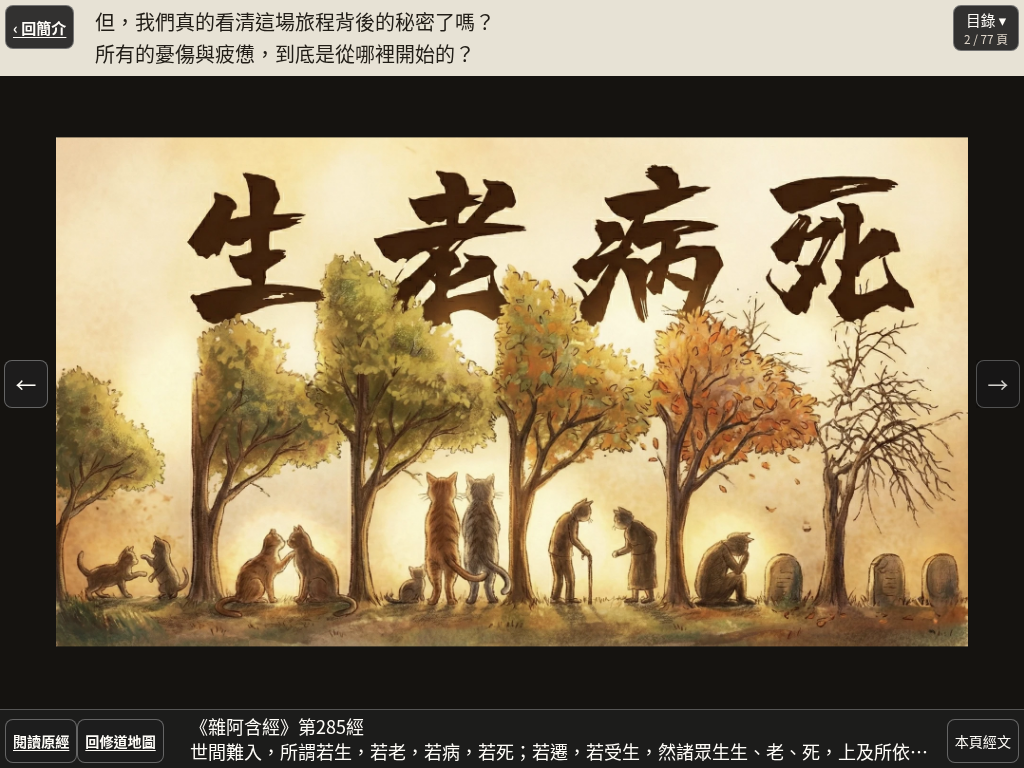 ‹ 回簡介
但，我們真的看清這場旅程背後的秘密了嗎？
所有的憂傷與疲憊，到底是從哪裡開始的？
目錄 ▾
2 / 77 頁
生老病死
←
→
閱讀原經
回修道地圖
《雜阿含經》第285經
世間難入，所謂若生，若老，若病，若死；若遷，若受生，然諸眾生生、老、死，上及所依⋯
本頁經文